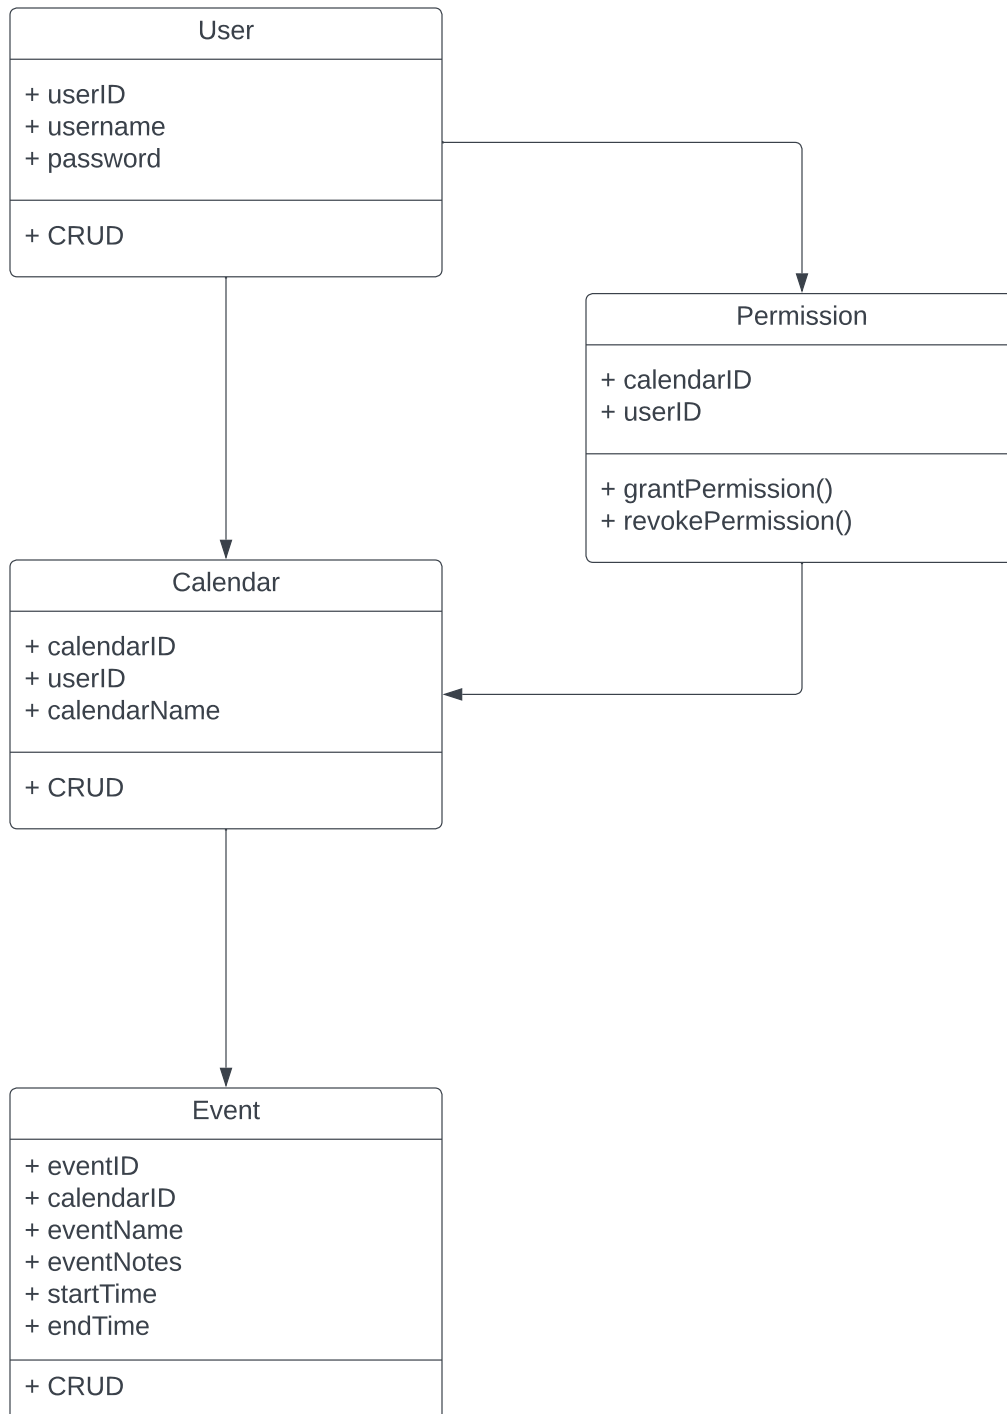 User
+ userID
+ username
+ password
+ CRUD
Permission
+ calendarID
+ userID
+ grantPermission()
+ revokePermission()
Calendar
+ calendarID
+ userID
+ calendarName
+ CRUD
Event
+ eventID
+ calendarID
+ eventName
+ eventNotes
+ startTime
+ endTime
+ CRUD